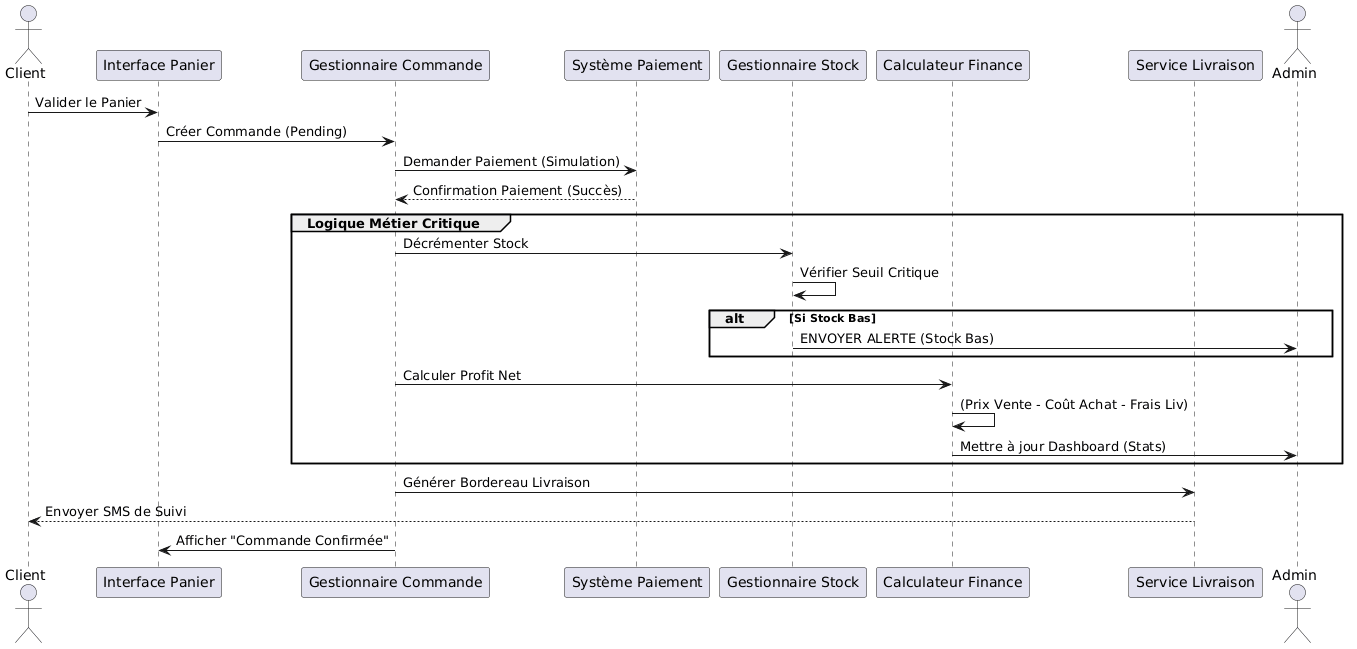 Client
Interface Panier
Gestionnaire Commande
Système Paiement
Gestionnaire Stock
Calculateur Finance
Service Livraison
Admin
Valider le Panier
Créer Commande (Pending)
Demander Paiement (Simulation)
Confirmation Paiement (Succès)
Logique Métier Critique
Décrémenter Stock
Vérifier Seuil Critique
alt [Si Stock Bas]
ENVOYER ALERTE (Stock Bas)
Calculer Profit Net
(Prix Vente - Coût Achat - Frais Liv)
Mettre à jour Dashboard (Stats)
Générer Bordereau Livraison
Envoyer SMS de Suivi
Afficher "Commande Confirmée"
Client
Interface Panier
Gestionnaire Commande
Système Paiement
Gestionnaire Stock
Calculateur Finance
Service Livraison
Admin